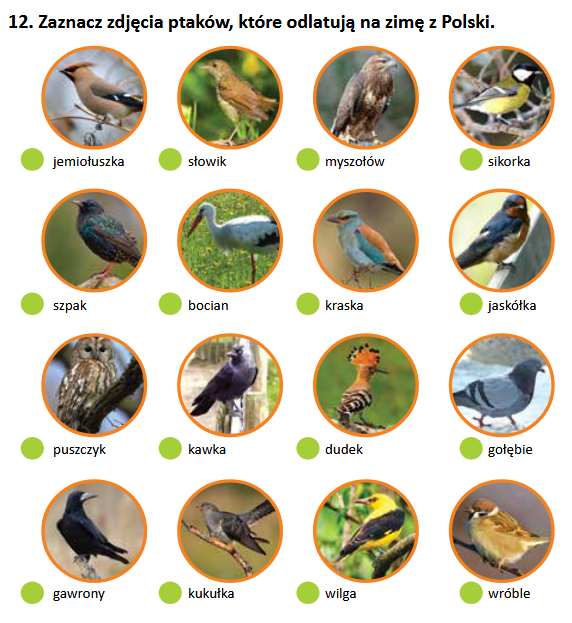 12. Zaznacz zdjęcia ptaków, które odlatują na zimę z Polski.
jemiołuszka słowik myszołów sikorka
szpak bocian kraska jaskółka
puszczyk kawka dudek gołębie
gawrony kukułka wilga wróble